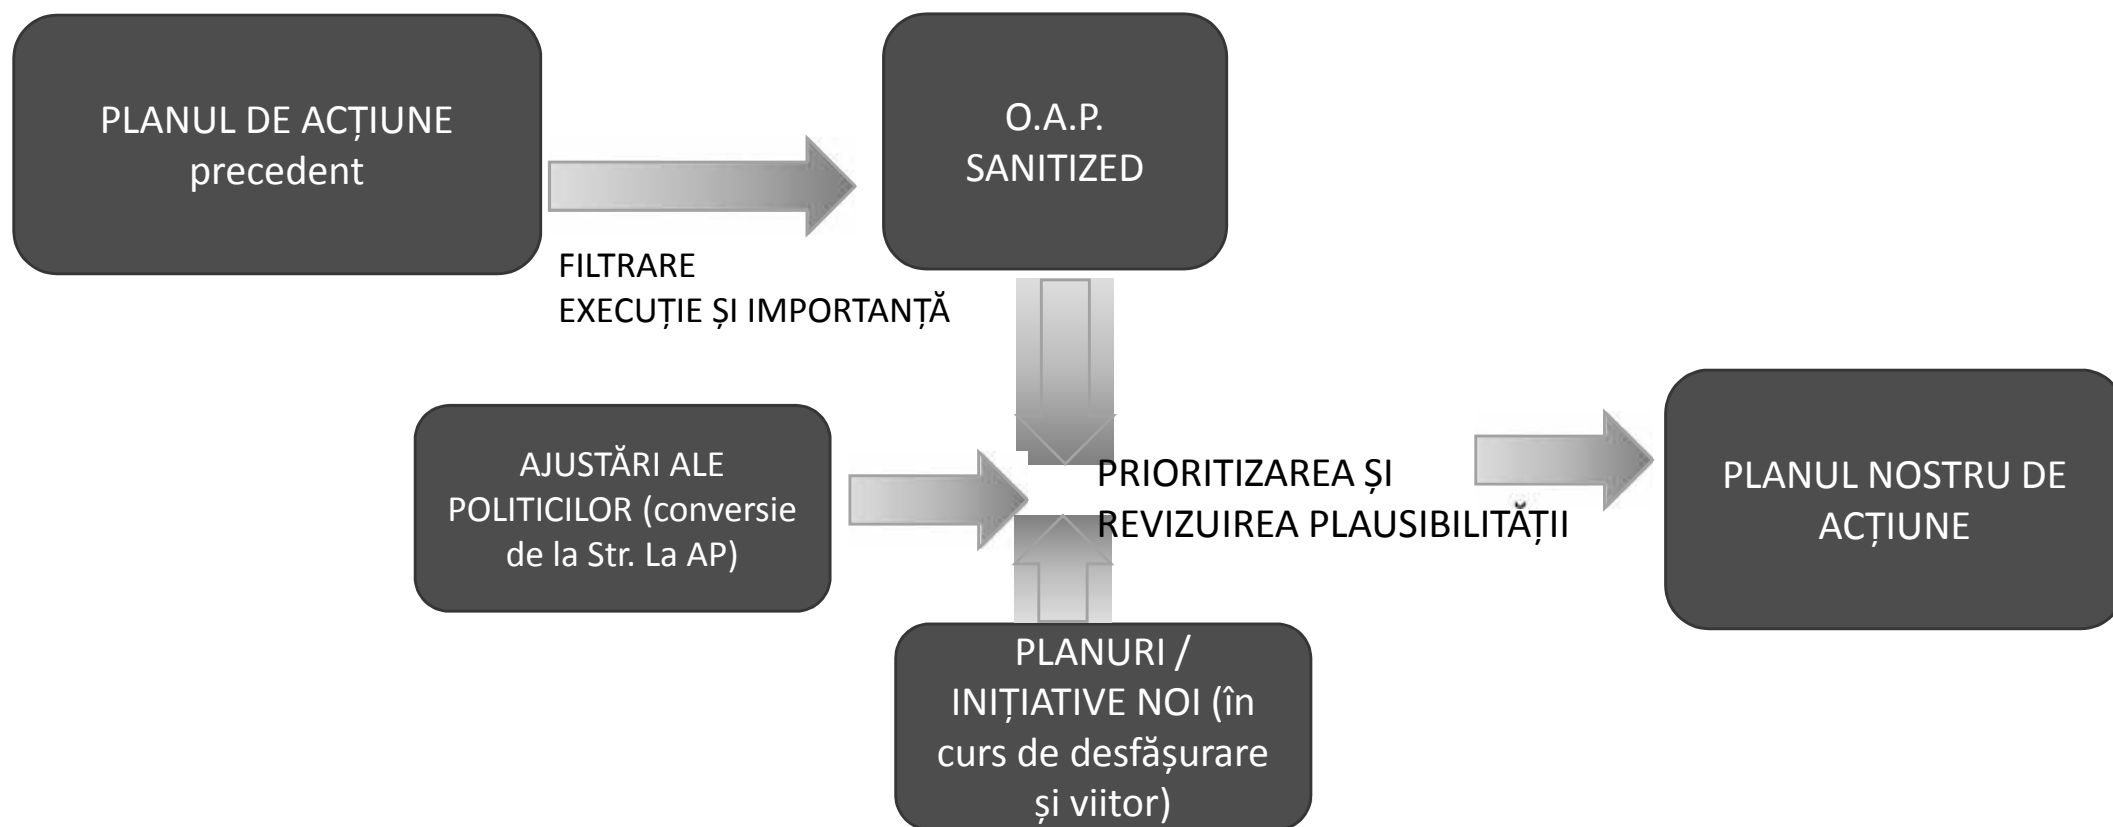 PLANUL DE ACȚIUNE
precedent
O.A.P.
SANITIZED
FILTRARE
EXECUȚIE ȘI IMPORTANȚĂ
AJUSTĂRI ALE
POLITICILOR (conversie
de la Str. La AP)
PRIORITIZAREA ȘI
REVIZUIREA PLAUSIBILITĂȚII
PLANUL NOSTRU DE
ACȚIUNE
PLANURI /
INIȚIATIVE NOI (în
curs de desfășurare
și viitor)